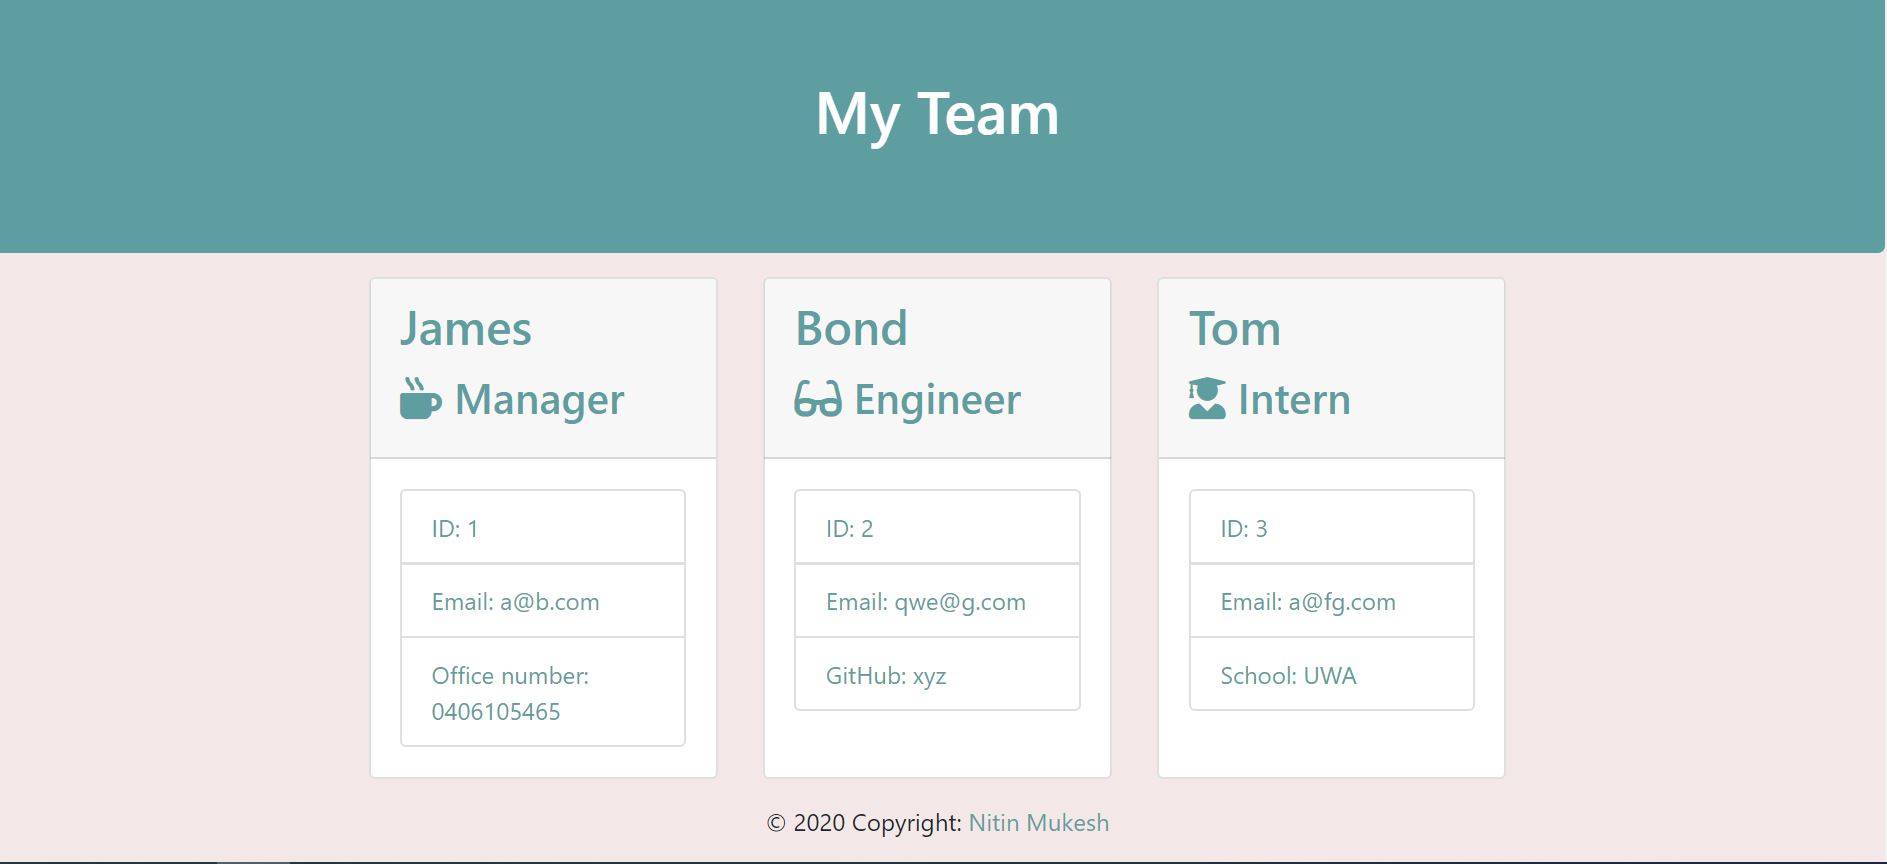 My Team
James
Manager
ID: 1
Email: a@b.com
Office number:
0406105465
Bond
Engineer
ID: 2
Email: qwe@g.com
GitHub: xyz
Tom
Intern
ID: 3
Email: a@fg.com
School: UWA
© 2020 Copyright: Nitin Mukesh